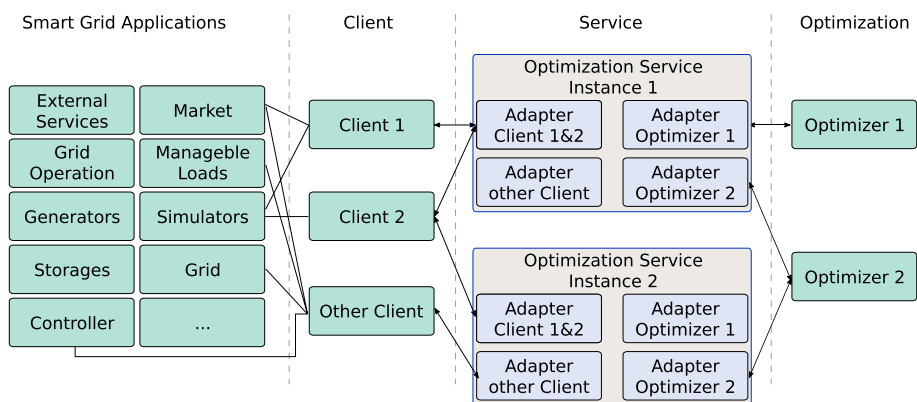 Smart Grid Applications
Client
Service
Optimization
External
Services
Market
Grid
Operation
Manageble
Loads
Generators
Simulators
Storages
Grid
Controller
...
Client 1
Client 2
Other Client
Optimization Service
Instance 1
Adapter
Client 1&2
Adapter
Optimizer 1
Adapter
other Client
Adapter
Optimizer 2
Optimization Service
Instance 2
Adapter
Client 1&2
Adapter
Optimizer 1
Adapter
other Client
Adapter
Optimizer 2
Optimizer 1
Optimizer 2